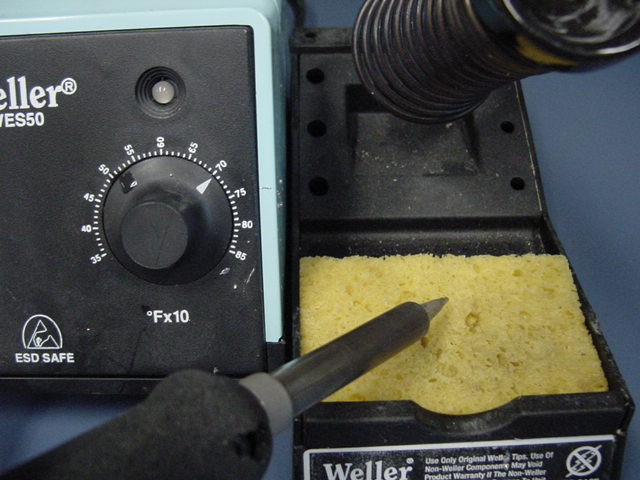 eller®
WES50
35
40
45
50
55
60
65
70
75
80
85
°Fx10
ESD SAFE
Weller
Use Only Original Weller Tips. Use Of
Non-Weller Components May Void
Product Warranty If The Non-Weller